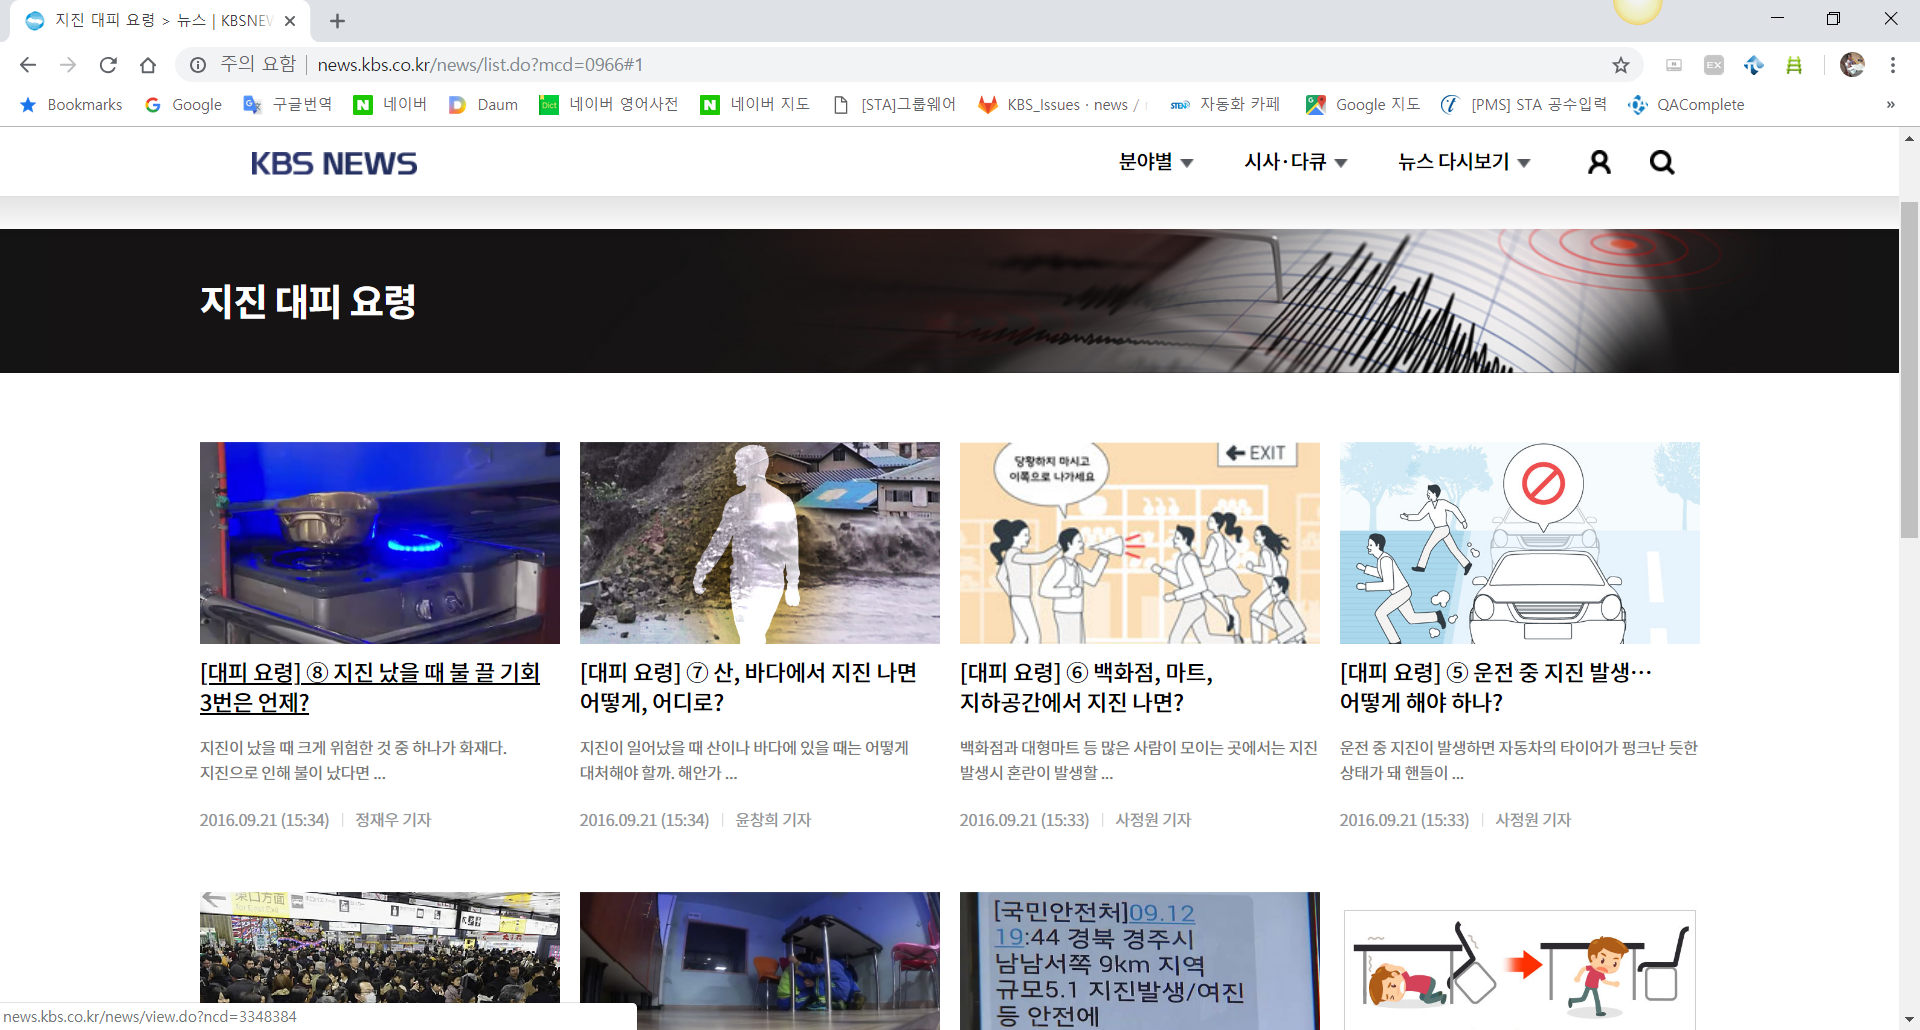 지진 대피 요령 > 뉴스 | KBSNEW
주의 요함 | news.kbs.co.kr/news/list.do?mcd=0966#1
Bookmarks Google 구글번역 네이버 Daum 네이버 영어사전 네이버 지도 [STA]그룹웨어 KBS_Issues · news / 자동화 카페 Google 지도 [PMS] STA 공수입력 QAComplete »
KBS NEWS 분야별 시사·다큐 뉴스 다시보기
지진 대피 요령
당황하지 마시고
이쪽으로 나가세요
EXIT
[대피 요령] ⑧ 지진 났을 때 불 끌 기회
3번은 언제?
지진이 났을 때 크게 위험한 것 중 하나가 화재다.
지진으로 인해 불이 났다면 ...
2016.09.21 (15:34) | 정재우 기자
[대피 요령] ⑦ 산, 바다에서 지진 나면
어떻게, 어디로?
지진이 일어났을 때 산이나 바다에 있을 때는 어떻게
대처해야 할까. 해안가 ...
2016.09.21 (15:34) | 윤창희 기자
[대피 요령] ⑥ 백화점, 마트,
지하공간에서 지진 나면?
백화점과 대형마트 등 많은 사람이 모이는 곳에서는 지진
발생시 혼란이 발생할 ...
2016.09.21 (15:33) | 사정원 기자
[대피 요령] ⑤ 운전 중 지진 발생…
어떻게 해야 하나?
운전 중 지진이 발생하면 자동차의 타이어가 펑크난 듯한
상태가 돼 핸들이 ...
2016.09.21 (15:33) | 사정원 기자
東口方面
[국민안전처]09.12
19:44 경북 경주시
남남서쪽 9km 지역
규모5.1 지진발생/여진
등 안전에
news.kbs.co.kr/news/view.do?ncd=3348384